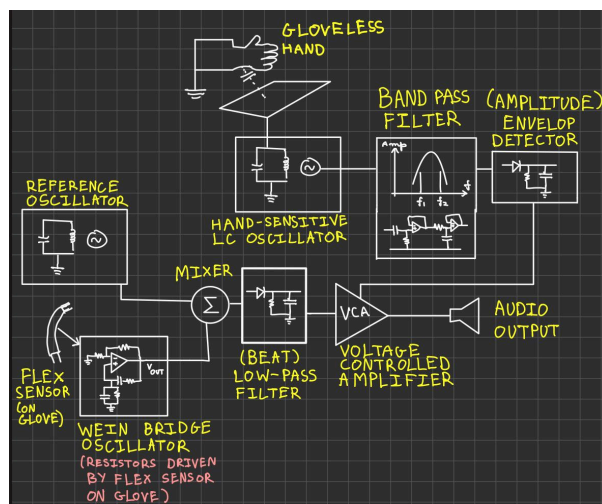 GLOVELESS
HAND
BAND PASS
FILTER
(AMPLITUDE)
ENVELOP
DETECTOR
Amp
f
f₁
f₂
HAND-SENSITIVE
LC OSCILLATOR
REFERENCE
OSCILLATOR
MIXER
Σ
(BEAT)
LOW-PASS
FILTER
VCA
VOLTAGE
CONTROLLED
AMPLIFIER
AUDIO
OUTPUT
FLEX
SENSOR
(ON
GLOVE)
VOUT
WEIN BRIDGE
OSCILLATOR
(RESISTORS DRIVEN
BY FLEX SENSOR
ON GLOVE)